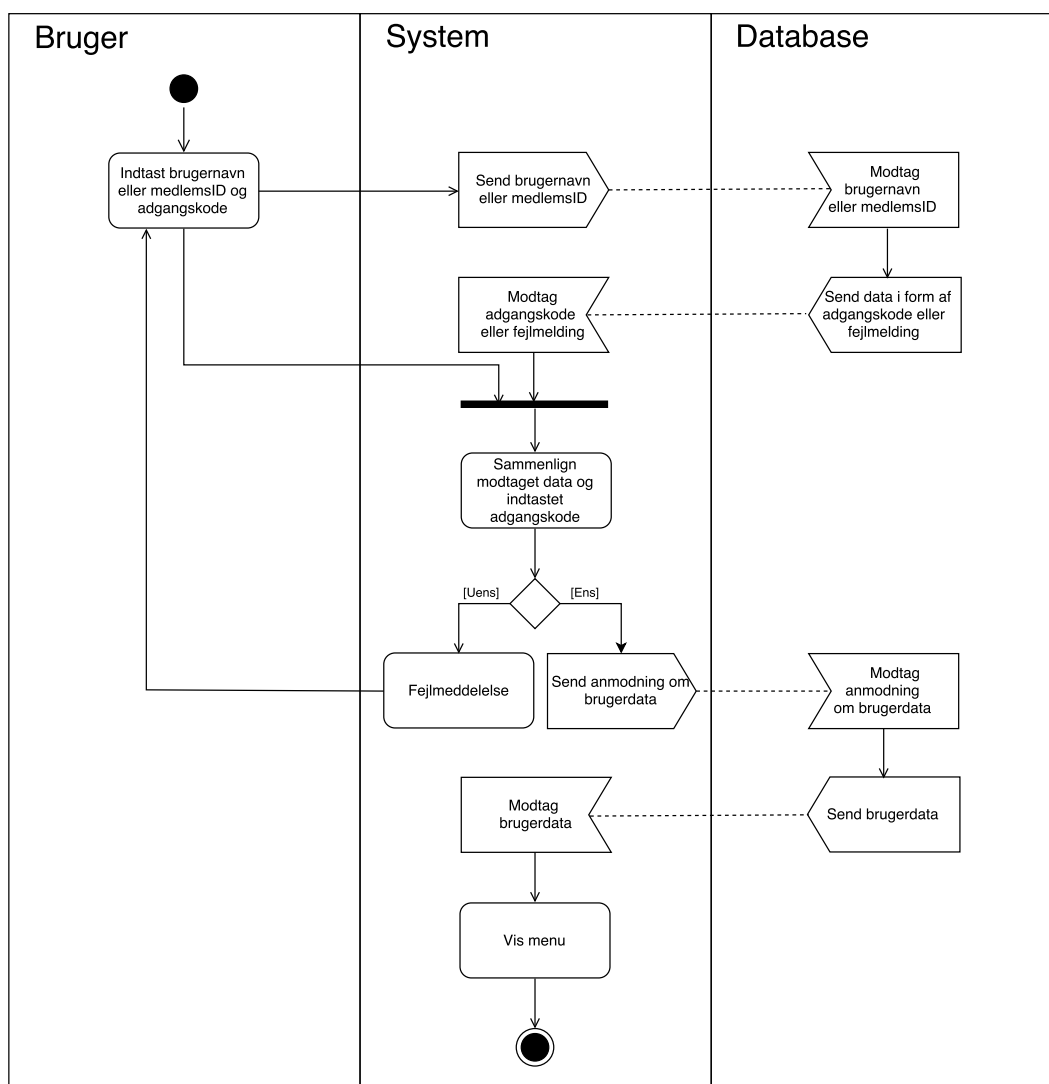 Bruger
System
Database
Indtast brugernavn
eller medlemsID og
adgangskode
Send brugernavn
eller medlemsID
Modtag
brugernavn
eller medlemsID
Modtag
adgangskode
eller fejlmelding
Send data i form af
adgangskode eller
fejlmelding
Sammenlign
modtaget data og
indtastet
adgangskode
[Uens]
[Ens]
Fejlmeddelelse
Send anmodning om
brugerdata
Modtag
anmodning
om brugerdata
Modtag
brugerdata
Send brugerdata
Vis menu